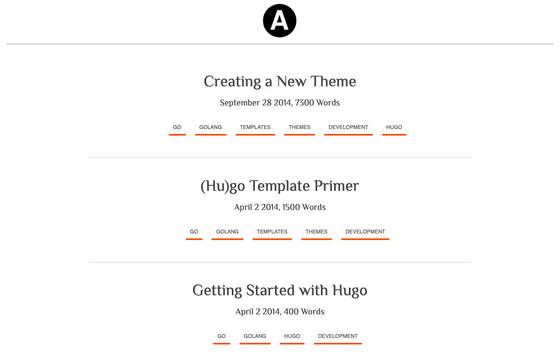 A
Creating a New Theme
September 28 2014, 7300 Words
GO GOLANG TEMPLATES THEMES DEVELOPMENT HUGO
(Hu)go Template Primer
April 2 2014, 1500 Words
GO GOLANG TEMPLATES THEMES DEVELOPMENT
Getting Started with Hugo
April 2 2014, 400 Words
GO GOLANG HUGO DEVELOPMENT